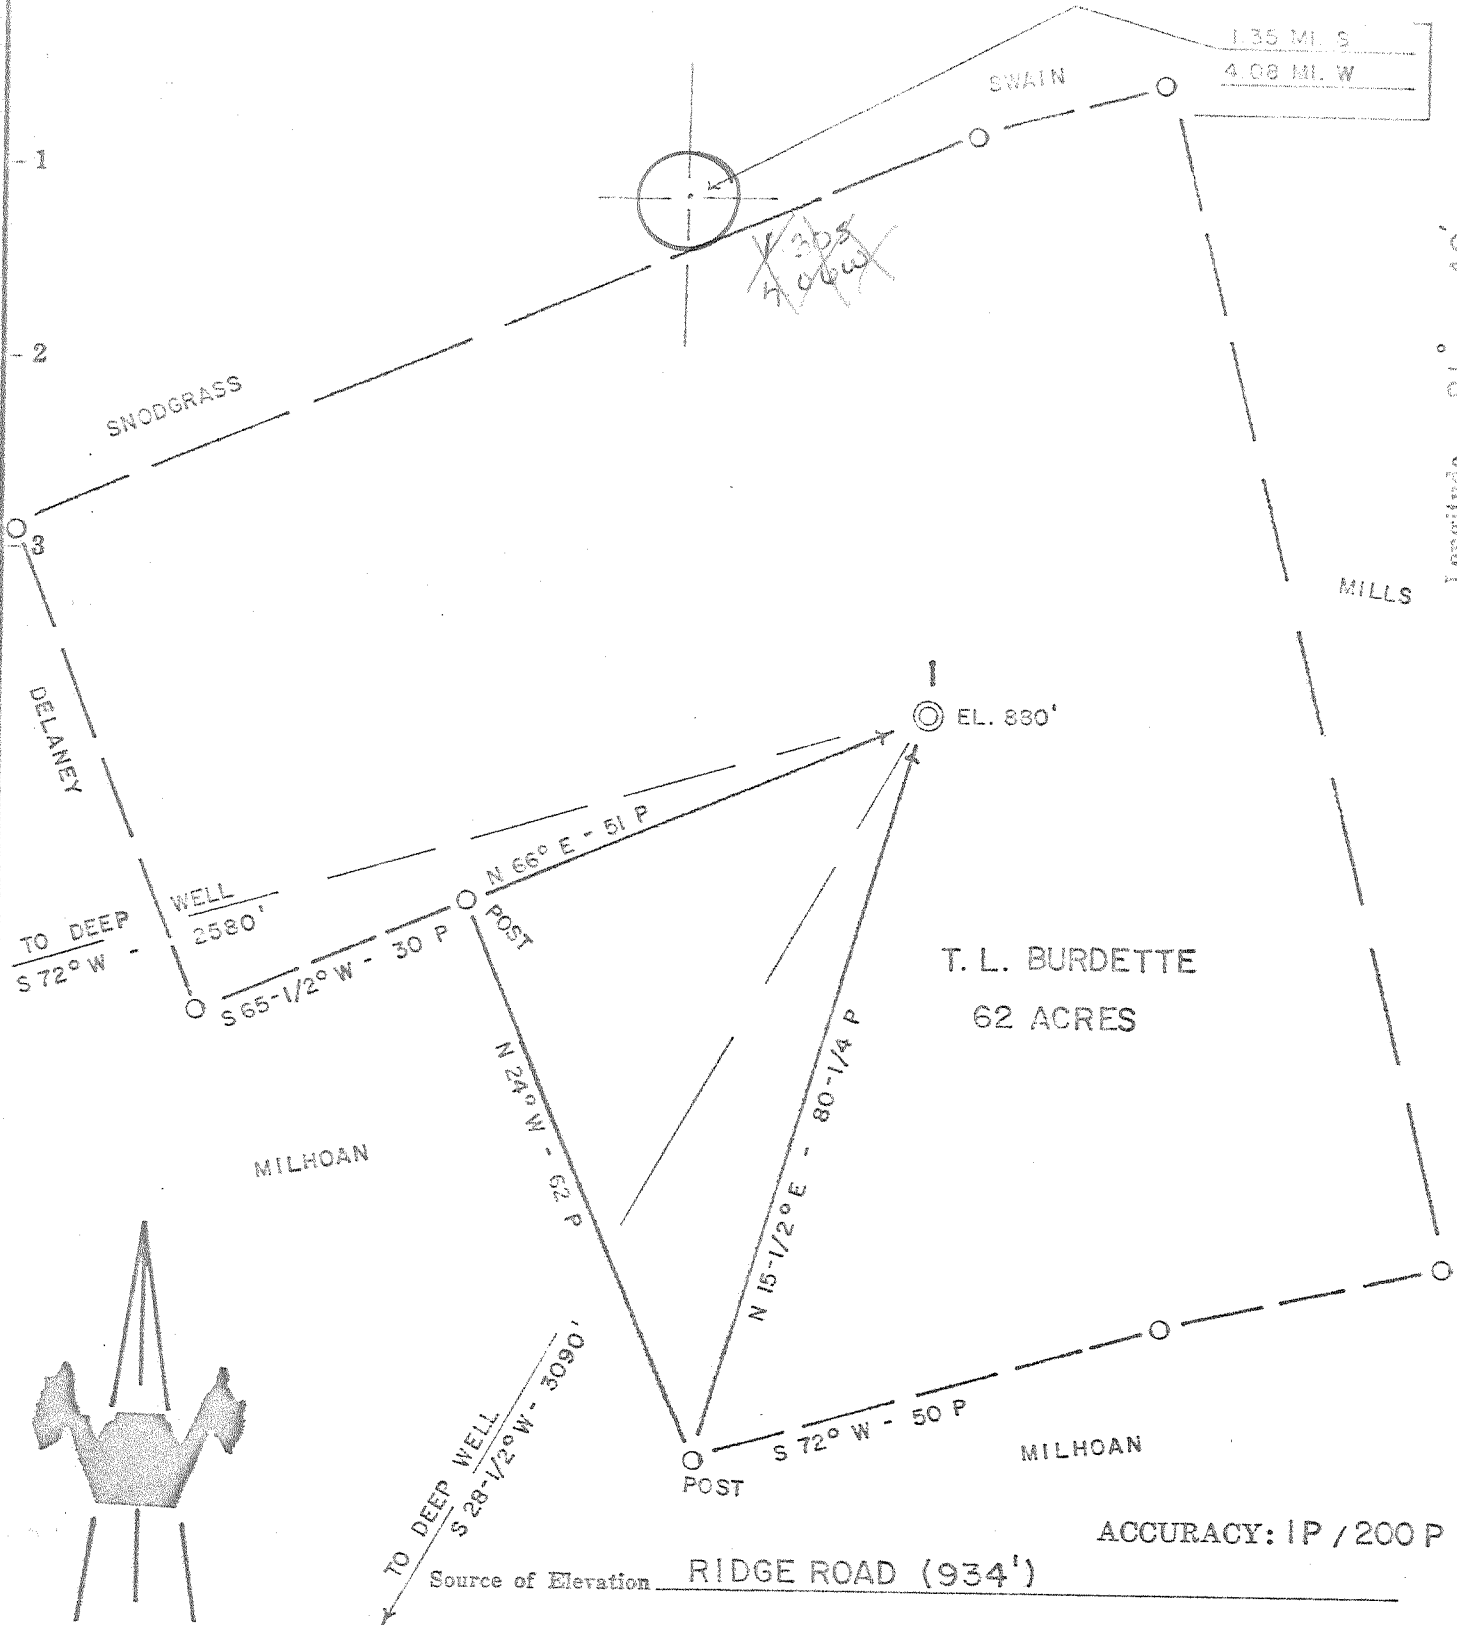 1.35 MI. S
4.08 MI. W
SWAIN
- 1
- 2
SNODGRASS
3
MILLS
Longitude
DELANEY
1
EL. 880'
N 66° E - 51 P
TO DEEP WELL
S 72° W - 2580'
POST
S 65-1/2° W - 30 P
T. L. BURDETTE
62 ACRES
N 24° W - 62 P
N 15-1/2° E - 80-1/4 P
MILHOAN
TO DEEP WELL
S 28-1/2° W - 3090'
S 72° W - 50 P
MILHOAN
POST
ACCURACY: 1P / 200 P
Source of Elevation RIDGE ROAD (934')